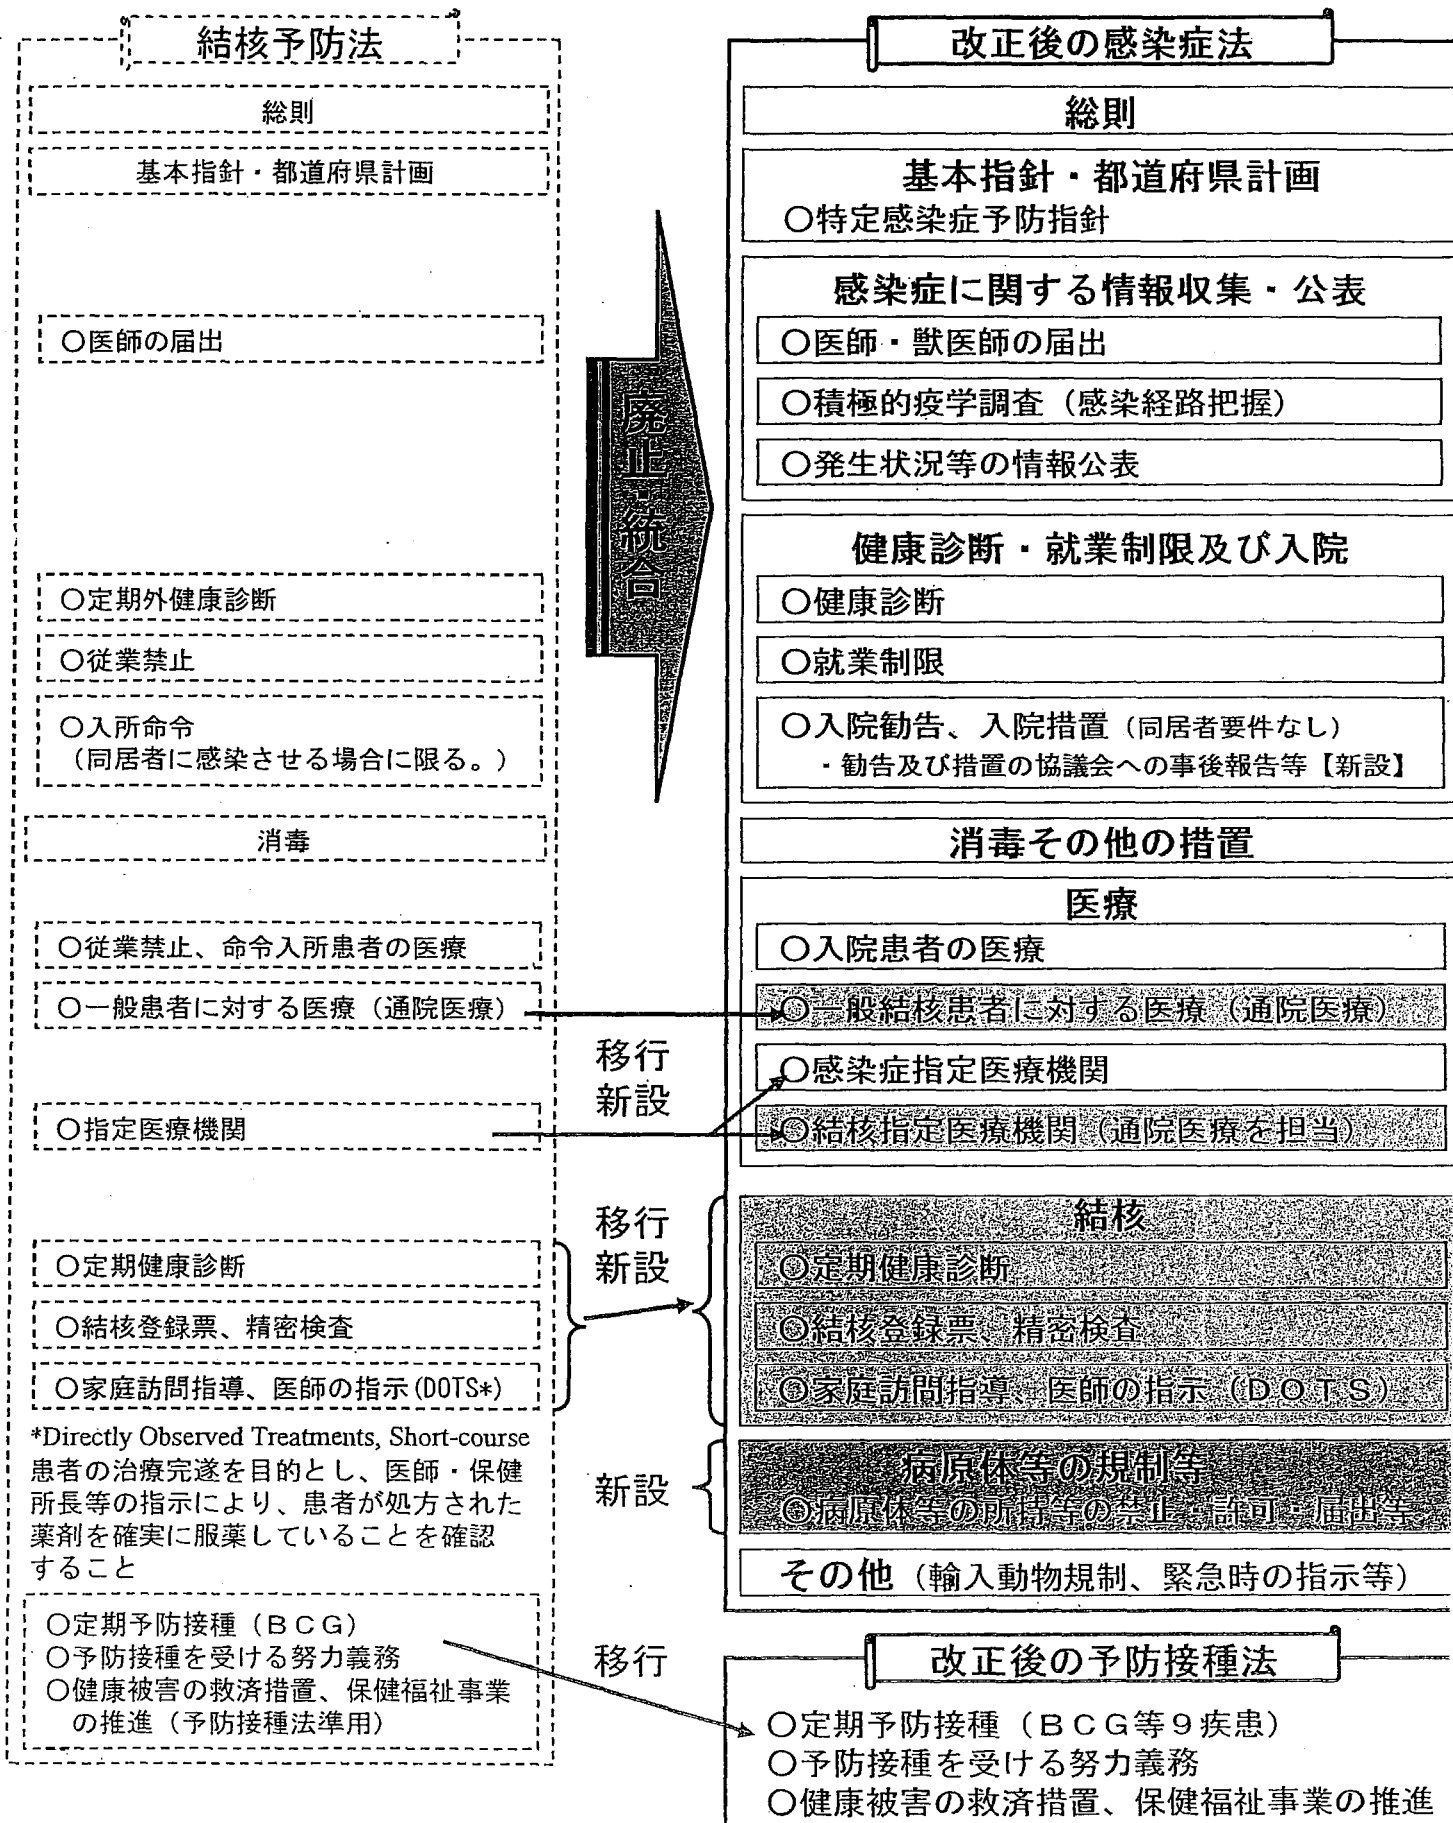 結核予防法
総則
基本指針・都道府県計画
○医師の届出
○定期外健康診断
○従業禁止
○入所命令
（同居者に感染させる場合に限る。）
消毒
○従業禁止、命令入所患者の医療
○一般患者に対する医療（通院医療）
○指定医療機関
○定期健康診断
○結核登録票、精密検査
○家庭訪問指導、医師の指示(DOTS*)
*Directly Observed Treatments, Short-course
患者の治療完遂を目的とし、医師・保健
所長等の指示により、患者が処方された
薬剤を確実に服薬していることを確認
すること
○定期予防接種（ＢＣＧ）
○予防接種を受ける努力義務
○健康被害の救済措置、保健福祉事業
の推進（予防接種法準用）
廃止・統合
移行
新設
移行
新設
新設
移行
改正後の感染症法
総則
基本指針・都道府県計画
○特定感染症予防指針
感染症に関する情報収集・公表
○医師・獣医師の届出
○積極的疫学調査（感染経路把握）
○発生状況等の情報公表
健康診断・就業制限及び入院
○健康診断
○就業制限
○入院勧告、入院措置（同居者要件なし）
・勧告及び措置の協議会への事後報告等【新設】
消毒その他の措置
医療
○入院患者の医療
○一般結核患者に対する医療（通院医療）
○感染症指定医療機関
○結核指定医療機関（通院医療を担当）
結核
○定期健康診断
○結核登録票、精密検査
○家庭訪問指導、医師の指示（ＤＯＴＳ）
病原体等の規制等
○病原体等の所持等の禁止・許可・届出等
その他（輸入動物規制、緊急時の指示等）
改正後の予防接種法
○定期予防接種（ＢＣＧ等９疾患）
○予防接種を受ける努力義務
○健康被害の救済措置、保健福祉事業の推進